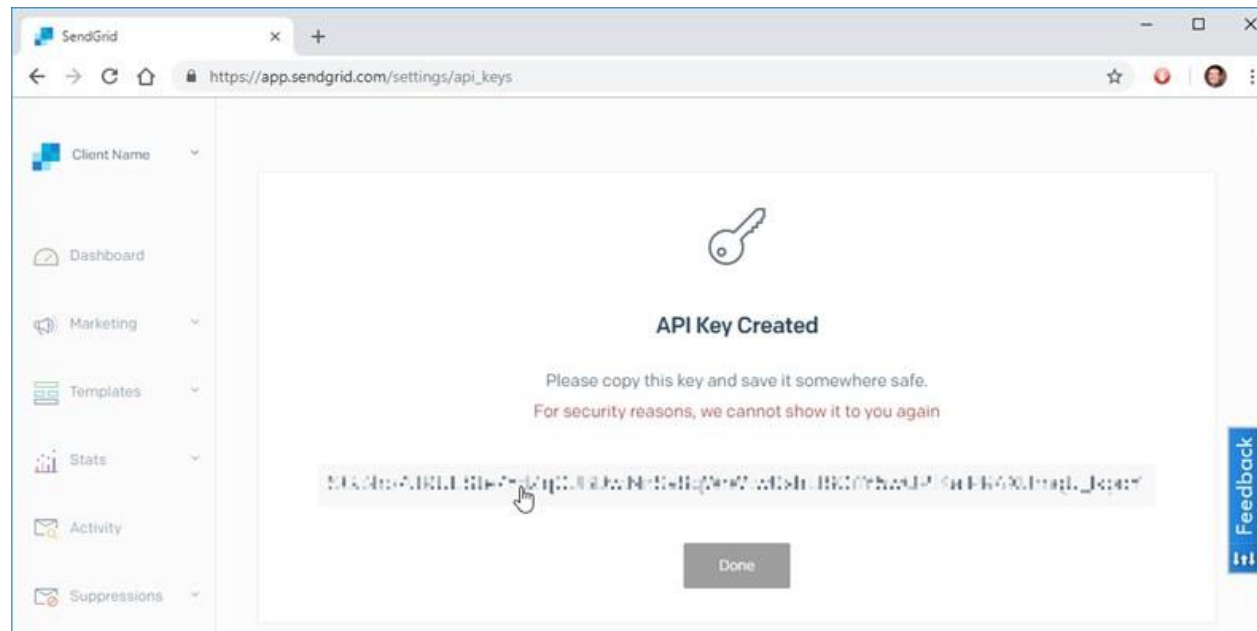 SendGrid
https://app.sendgrid.com/settings/api_keys
Client Name
Dashboard
Marketing
Templates
Stats
Activity
Suppressions
API Key Created
Please copy this key and save it somewhere safe.
For security reasons, we cannot show it to you again
Done
Feedback